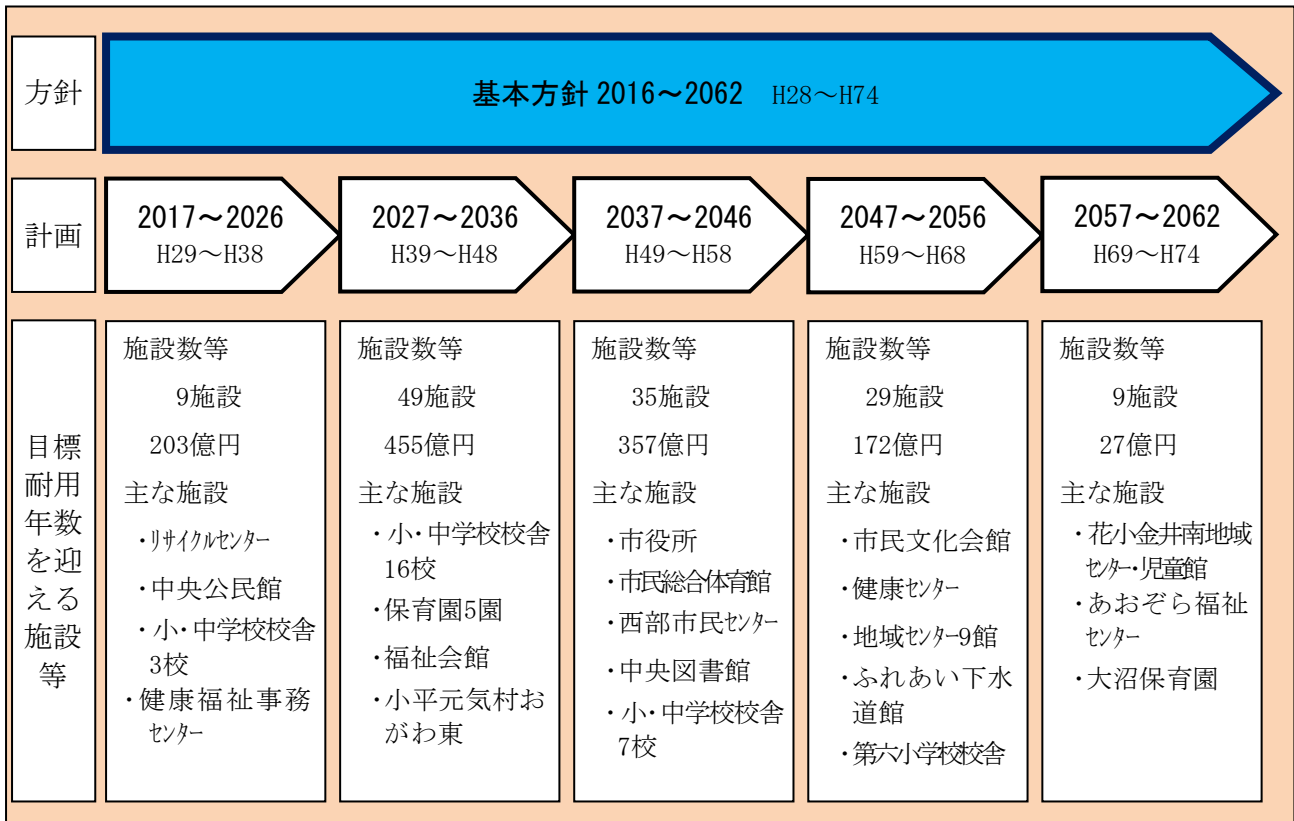 方針
基本方針 2016～2062 H28～H74
計画
2017～2026
H29～H38
2027～2036
H39～H48
2037～2046
H49～H58
2047～2056
H59～H68
2057～2062
H69～H74
目標
耐用
年数
を迎
える
施設
等
施設数等
9施設
203億円
主な施設
・リサイクルセンター
・中央公民館
・小・中学校校舎
3校
・健康福祉事務
センター
施設数等
49施設
455億円
主な施設
・小・中学校校舎
16校
・保育園5園
・福祉会館
・小平元気村お
がわ東
施設数等
35施設
357億円
主な施設
・市役所
・市民総合体育館
・西部市民センター
・中央図書館
・小・中学校校舎
7校
施設数等
29施設
172億円
主な施設
・市民文化会館
・健康センター
・地域センター9館
・ふれあい下水
道館
・第六小学校校舎
施設数等
9施設
27億円
主な施設
・花小金井南地域
センター・児童館
・あおぞら福祉
センター
・大沼保育園